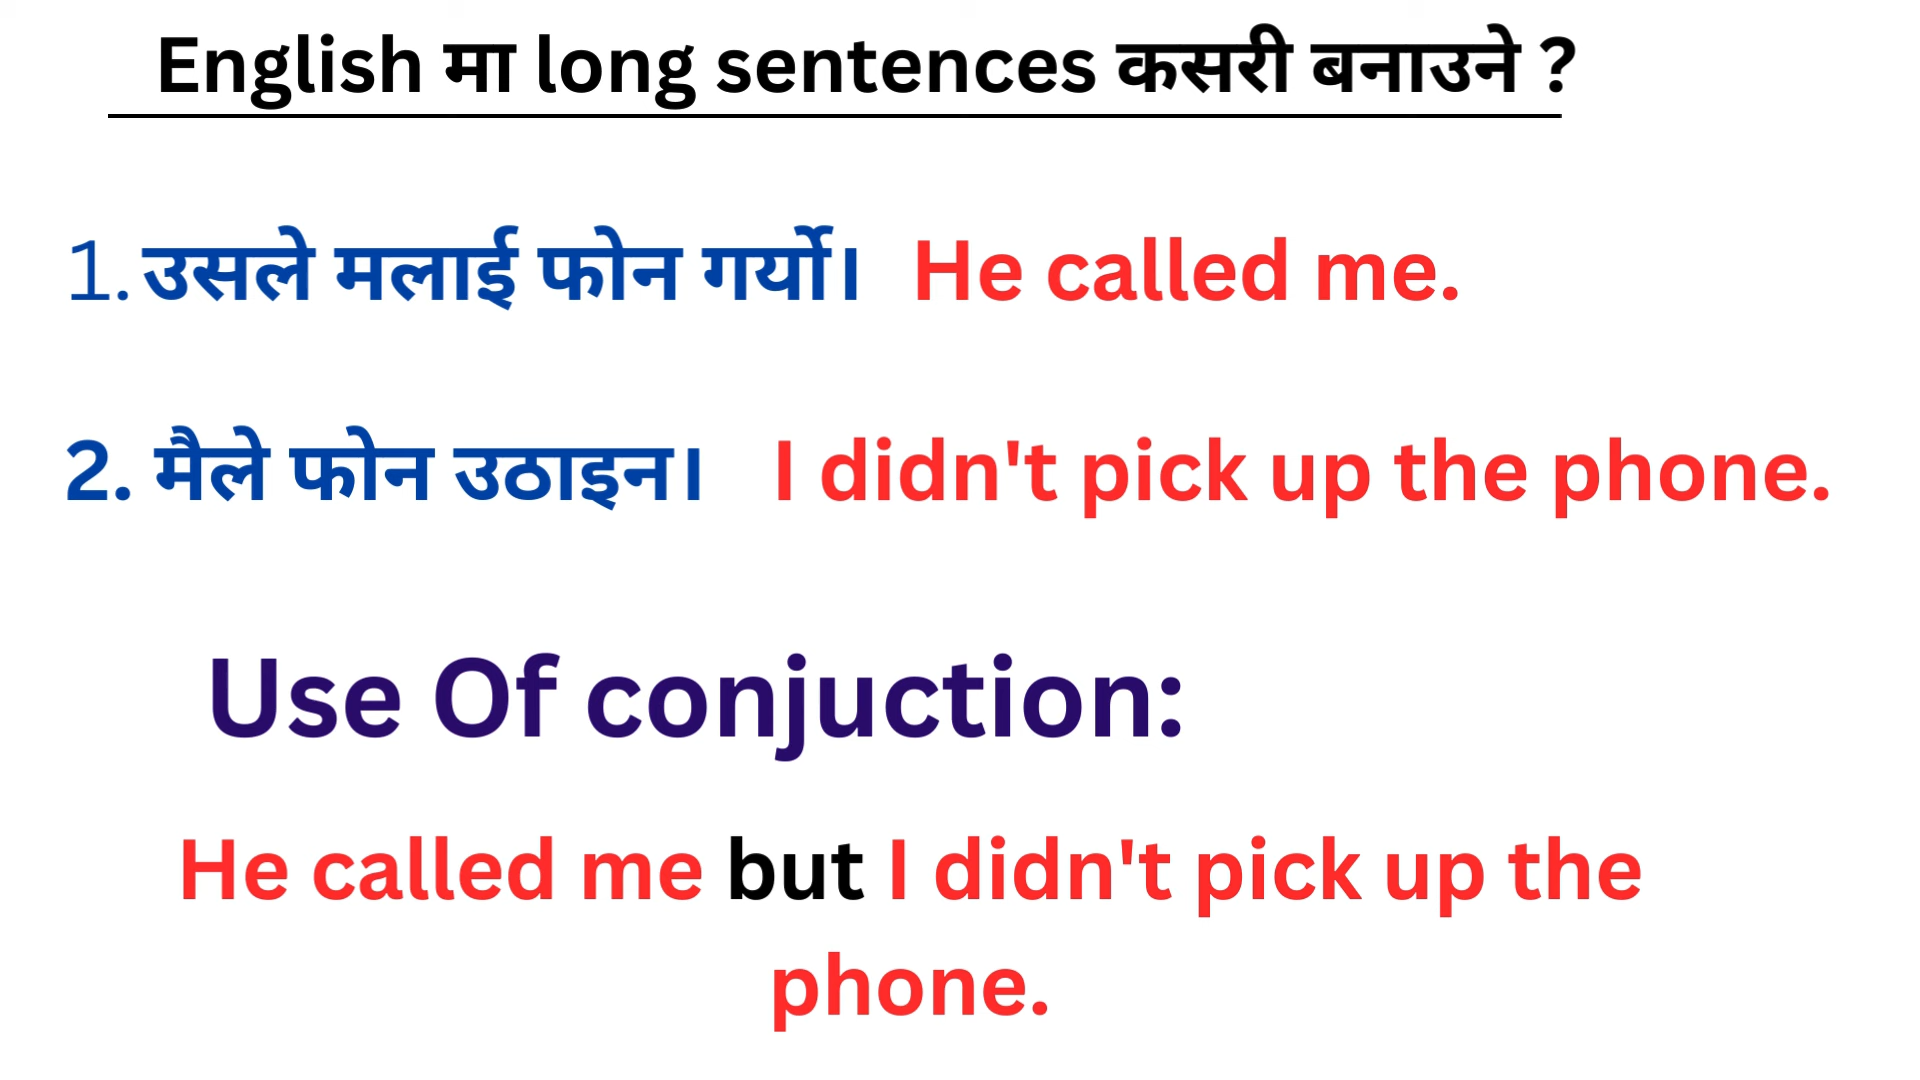 English मा long sentences कसरी बनाउने ?
1. उसले मलाई फोन गर्यो। He called me.
2. मैले फोन उठाइन। I didn't pick up the phone.
Use Of conjuction:
He called me but I didn't pick up the
phone.